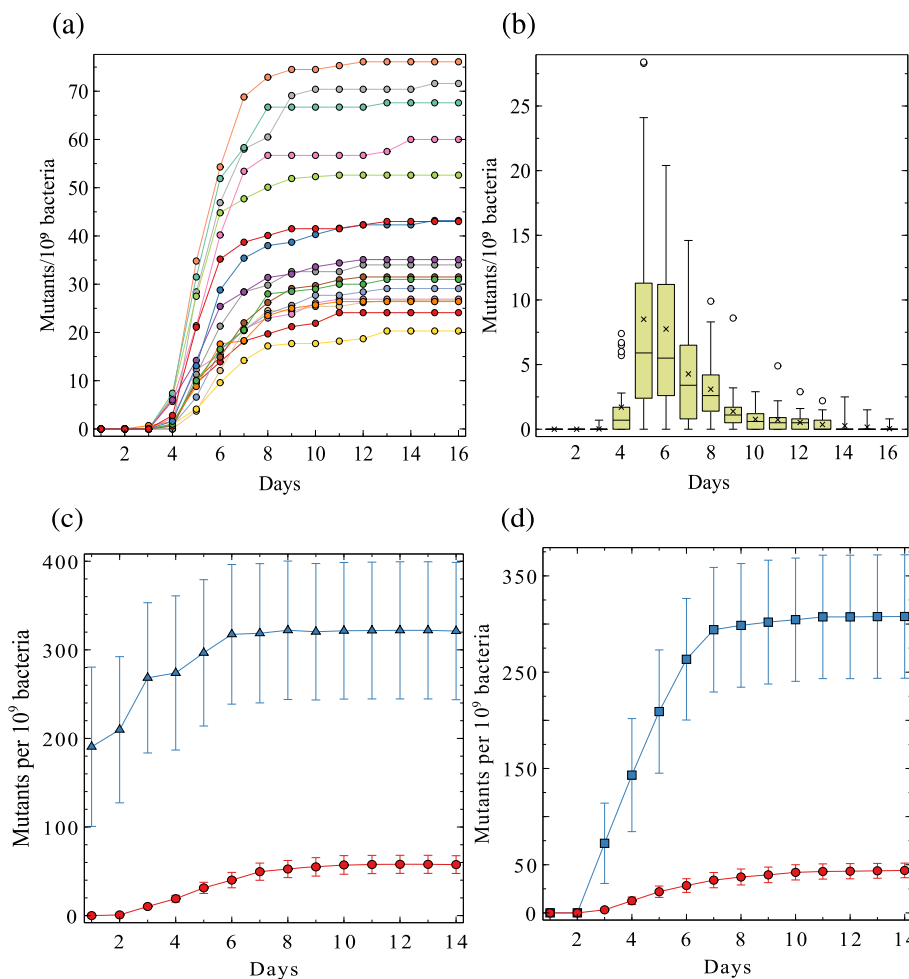 (a)
Mutants/10⁹ bacteria
70
60
50
40
30
20
10
0
2 4 6 8 10 12 14 16
Days
(b)
Mutants/10⁹ bacteria
25
20
15
10
5
0
2 4 6 8 10 12 14 16
Days
(c)
Mutants per 10⁹ bacteria
400
300
200
100
0
2 4 6 8 10 12 14
Days
(d)
Mutants per 10⁹ bacteria
350
250
150
50
0
2 4 6 8 10 12 14
Days